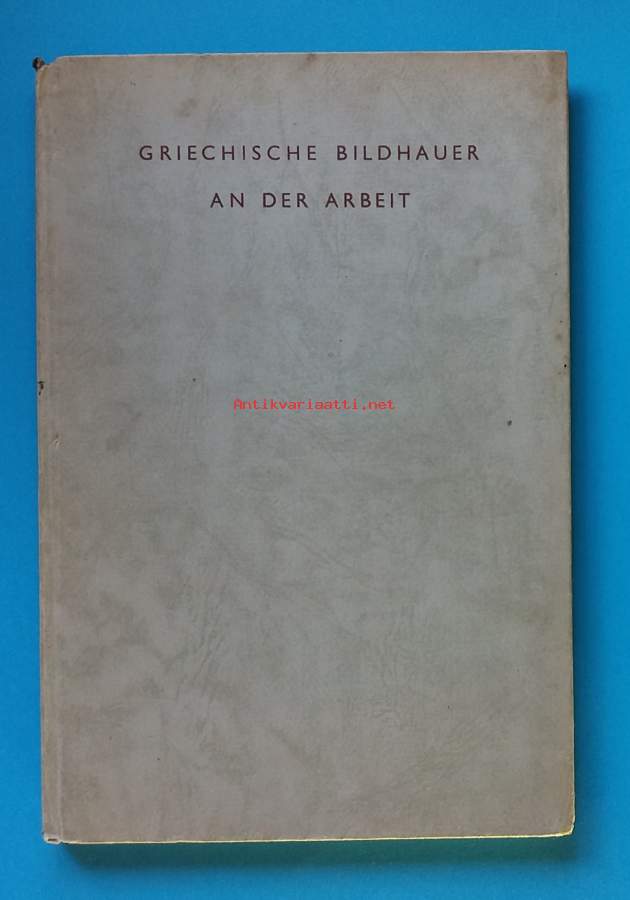 GRIECHISCHE BILDHAUER
AN DER ARBEIT
Antikvariaatti.net